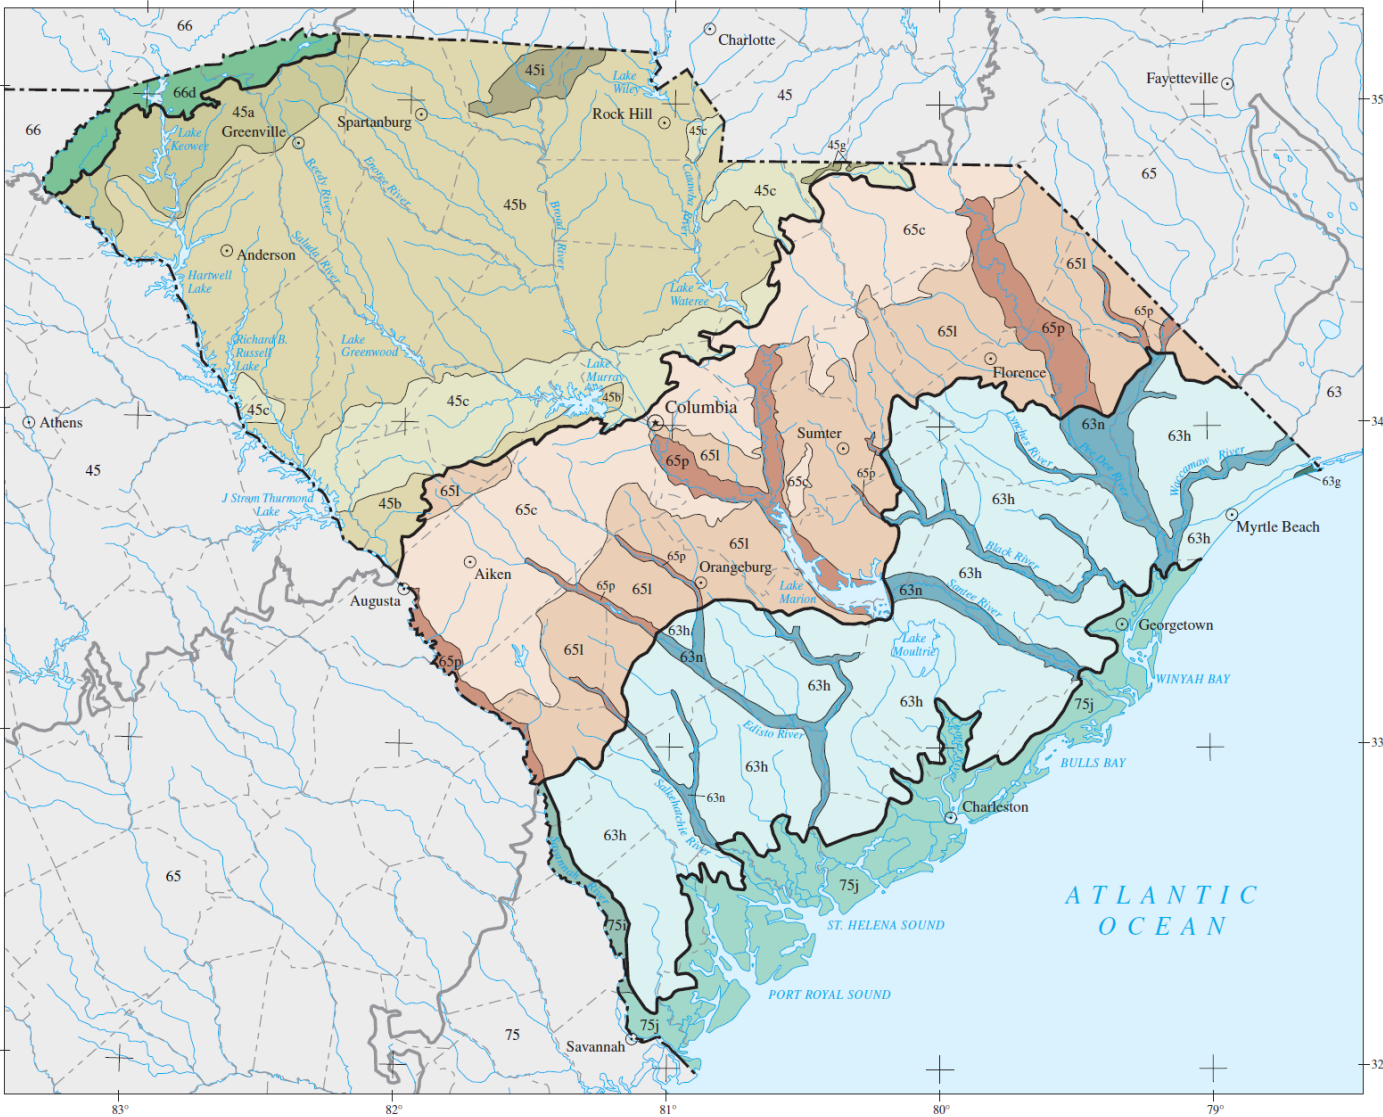 66
Charlotte
45i
Lake
Wiley
Fayetteville
66d
45
35°
45a
Rock Hill
Spartanburg
Greenville
66
Lake
Keowee
45c
45g
65
Reedy River
Enoree River
Catawba River
45c
45b
Broad River
65c
Saluda River
Anderson
65l
Hartwell
Lake
Lake
Wateree
65p
65l
65p
Richard B.
Russell
Lake
Lake
Greenwood
Florence
Lake
Murray
63
45b
45c
45c
Columbia
Athens
63n
Sumter
63h
Lynches River
Pee Dee River
Waccamaw River
65l
65p
45
65p
65c
63g
65l
J Strom Thurmond
Lake
45b
65c
63h
Myrtle Beach
65l
63h
65p
Black River
Orangeburg
Aiken
63h
65p
65l
Lake
Marion
63n
Santee River
Augusta
Georgetown
63h
Lake
Moultrie
65l
63n
65p
WINYAH BAY
63h
63h
75j
Edisto River
Cooper River
BULLS BAY
33°
63h
63n
Charleston
Salkehatchie River
63h
Savannah River
65
75j
ATLANTIC
OCEAN
75i
ST. HELENA SOUND
PORT ROYAL SOUND
75j
75
Savannah
34°
32°
83°
82°
81°
80°
79°